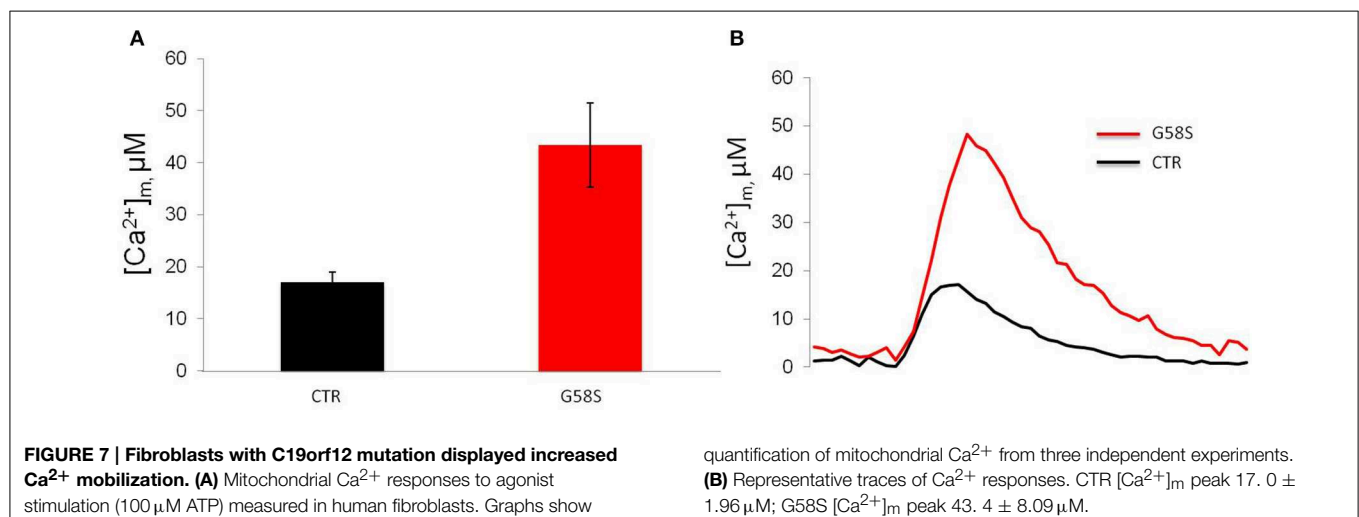 A
60
50
40
30
20
10
0
[Ca²⁺]m, µM
CTR
G58S
B
60
50
40
30
20
10
0
[Ca²⁺]m, µM
G58S
CTR
FIGURE 7 | Fibroblasts with C19orf12 mutation displayed increased
Ca²⁺ mobilization. (A) Mitochondrial Ca²⁺ responses to agonist
stimulation (100 µM ATP) measured in human fibroblasts. Graphs show
quantification of mitochondrial Ca²⁺ from three independent experiments.
(B) Representative traces of Ca²⁺ responses. CTR [Ca²⁺]m peak 17. 0 ±
1.96 µM; G58S [Ca²⁺]m peak 43. 4 ± 8.09 µM.